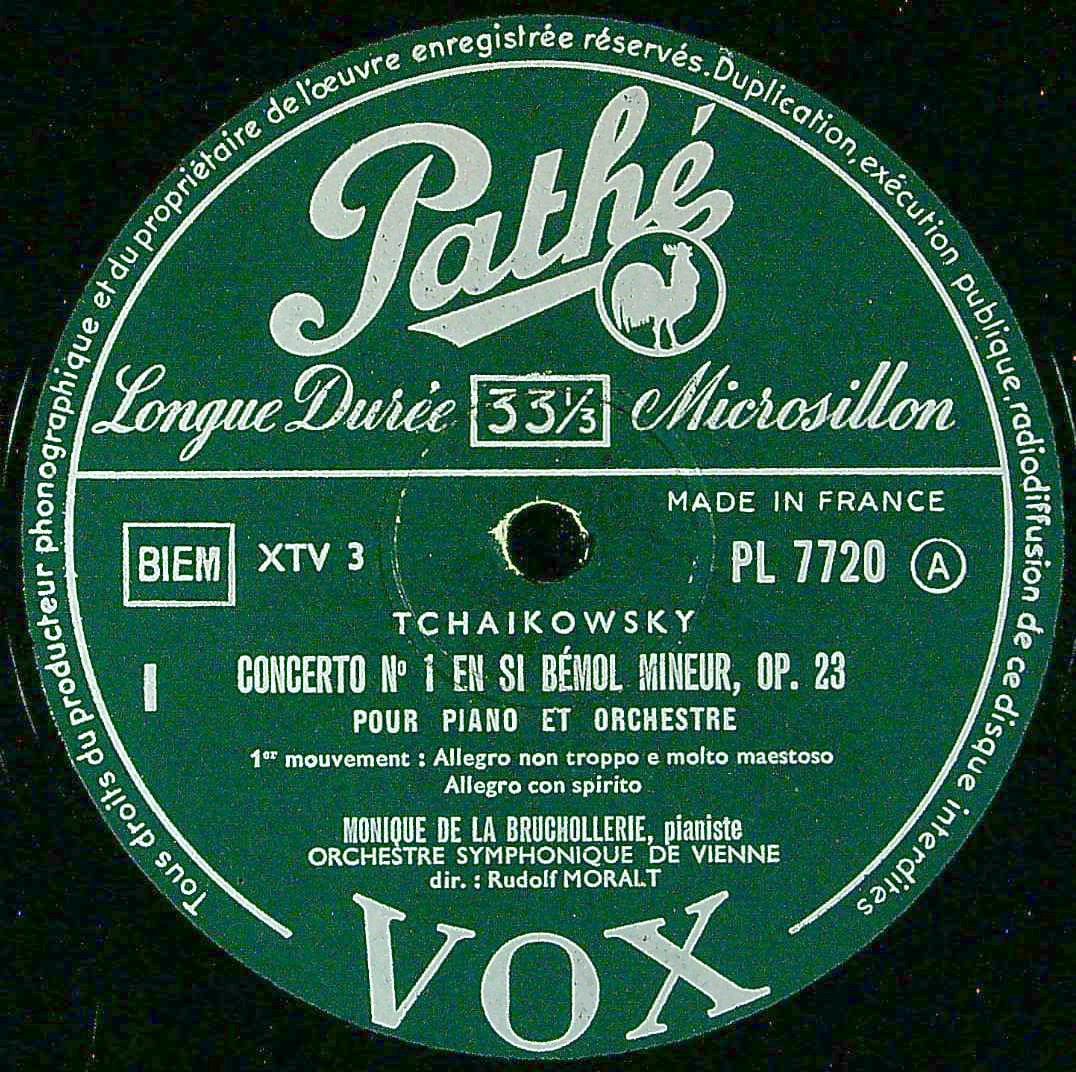 Tous droits du producteur phonographique et du propriétaire de l'œuvre enregistrée réservés. Duplication, exécution publique, radiodiffusion de ce disque interdites
Pathé
Longue Durée 33 1/3 Microsillon
MADE IN FRANCE
BIEM XTV 3 PL 7720 A
TCHAIKOWSKY
I CONCERTO Nº 1 EN SI BÉMOL MINEUR, OP. 23
POUR PIANO ET ORCHESTRE
1er mouvement : Allegro non troppo e molto maestoso
Allegro con spirito
MONIQUE DE LA BRUCHOLLERIE, pianiste
ORCHESTRE SYMPHONIQUE DE VIENNE
dir. : Rudolf MORALT
VOX